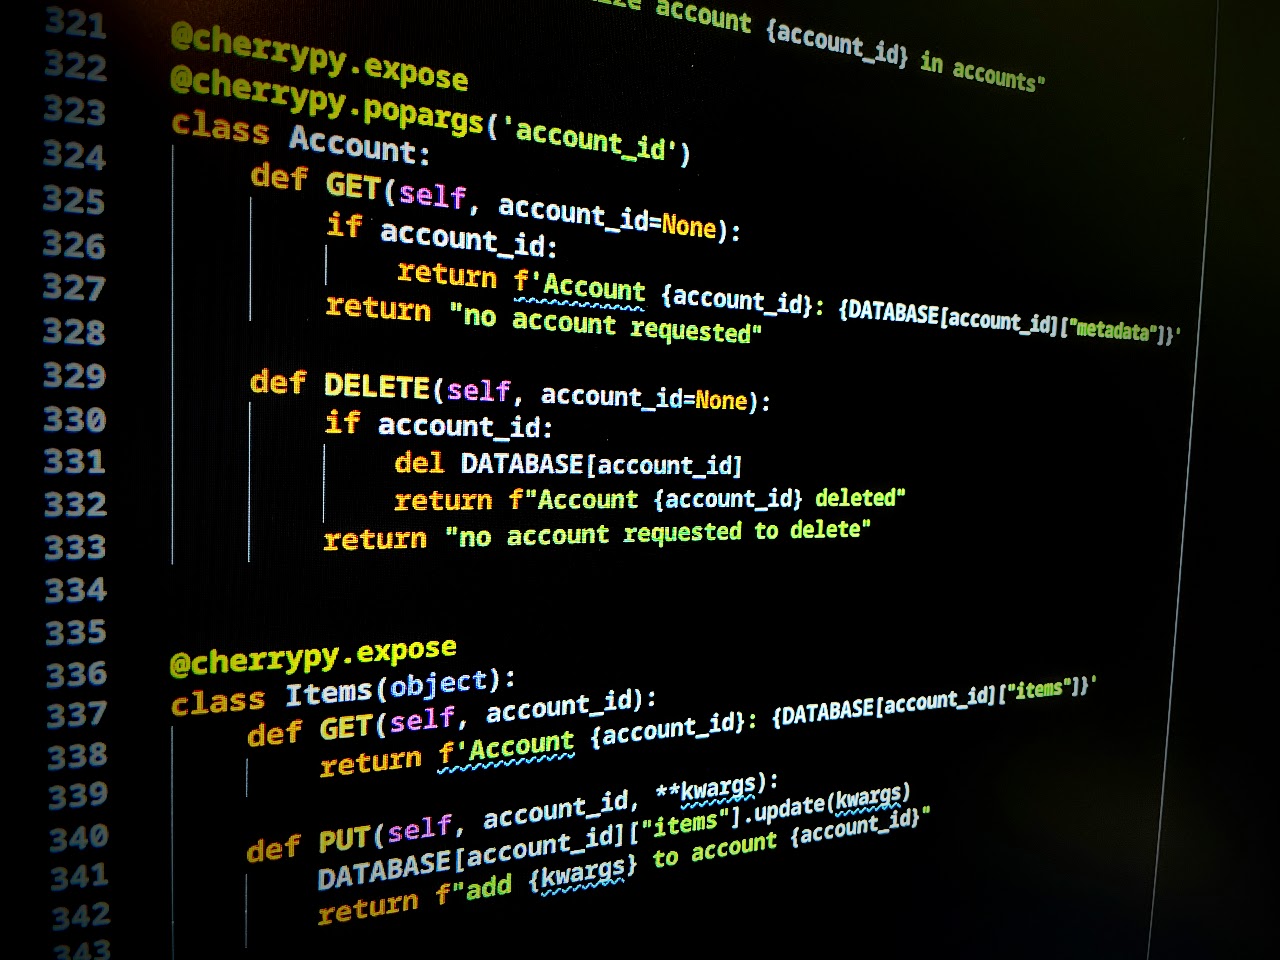 account {account_id} in accounts"
321
322 @cherrypy.expose
323 @cherrypy.popargs('account_id')
324 class Account:
325 def GET(self, account_id=None):
326 if account_id:
327 return f'Account {account_id}: {DATABASE[account_id]["metadata"]}'
328 return "no account requested"
329 def DELETE(self, account_id=None):
330 if account_id:
331 del DATABASE[account_id]
332 return f"Account {account_id} deleted"
333 return "no account requested to delete"
334
335
336 @cherrypy.expose
337 class Items(object):
338 def GET(self, account_id):
339 return f'Account {account_id}: {DATABASE[account_id]["items"]}'
340 def PUT(self, account_id, **kwargs):
341 DATABASE[account_id]["items"].update(kwargs)
342 return f"add {kwargs} to account {account_id}"
343